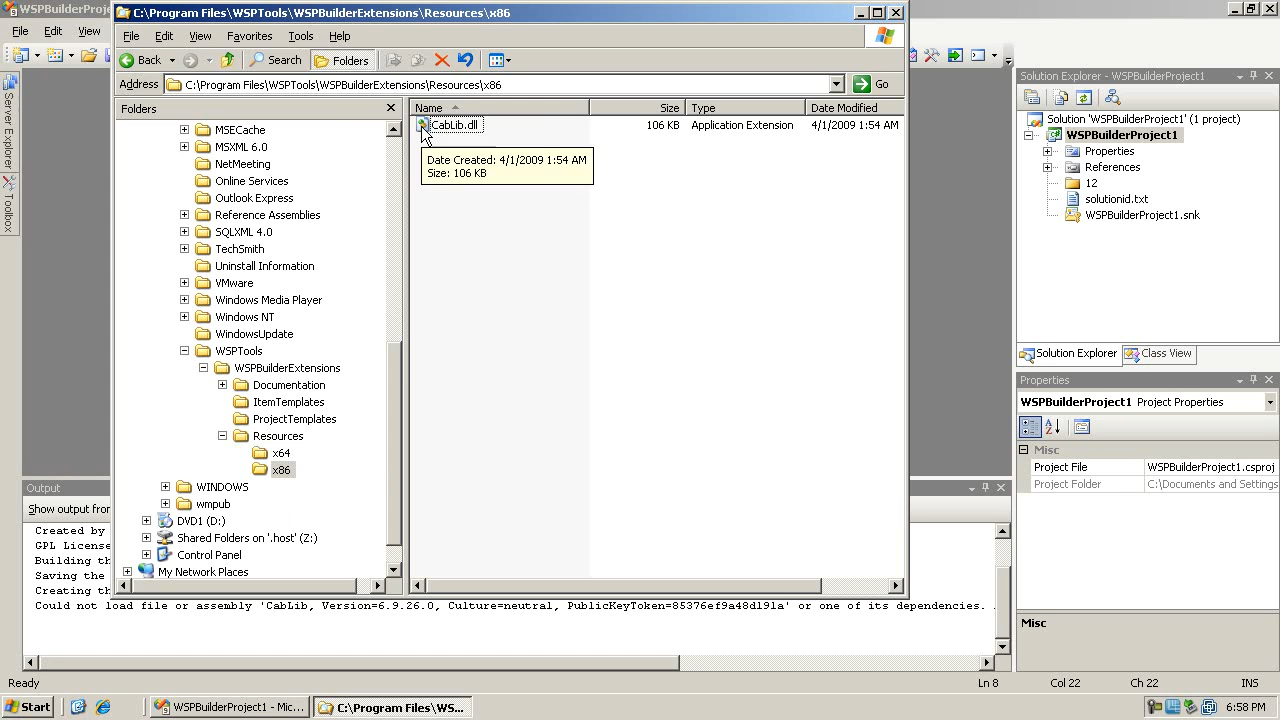 WSPBuilderProject
C:\Program Files\WSPTools\WSPBuilderExtensions\Resources\x86
File Edit View
File Edit View Favorites Tools Help
Back Search Folders
Address C:\Program Files\WSPTools\WSPBuilderExtensions\Resources\x86 Go
Folders
MSECache
MSXML 6.0
NetMeeting
Online Services
Outlook Express
Reference Assemblies
SQLXML 4.0
TechSmith
Uninstall Information
VMware
Windows Media Player
Windows NT
WindowsUpdate
WSPTools
WSPBuilderExtensions
Documentation
ItemTemplates
ProjectTemplates
Resources
x64
x86
WINDOWS
wmpub
DVD1 (D:)
Shared Folders on '.host' (Z:)
Control Panel
My Network Places
Name Size Type Date Modified
CabLib.dll 106 KB Application Extension 4/1/2009 1:54 AM
Date Created: 4/1/2009 1:54 AM
Size: 106 KB
Server Explorer
Toolbox
Solution Explorer - WSPBuilderProject1
Solution 'WSPBuilderProject1' (1 project)
WSPBuilderProject1
Properties
References
12
solutionid.txt
WSPBuilderProject1.snk
Solution Explorer Class View
Properties
WSPBuilderProject1 Project Properties
Misc
Project File WSPBuilderProject1.csproj
Project Folder C:\Documents and Settings
Misc
Output
Show output from
Created by
GPL License
Building th
Saving the
Creating th
Could not load file or assembly 'CabLib, Version=6.9.26.0, Culture=neutral, PublicKeyToken=85376ef9a48d191a' or one of its dependencies.
Ready Ln 8 Col 22 Ch 22 INS
Start WSPBuilderProject1 - Mic... C:\Program Files\WS... 6:58 PM